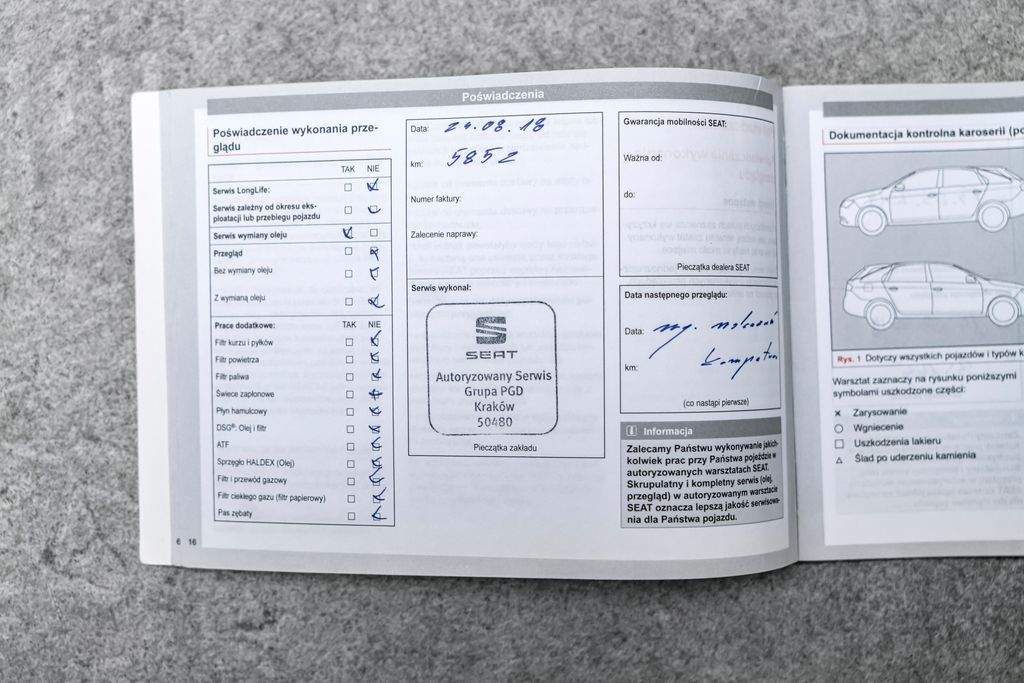 Poświadczenia
Poświadczenie wykonania prze-
glądu
TAK NIE
Serwis LongLife:
Serwis zależny od okresu eks-
ploatacji lub przebiegu pojazdu
Serwis wymiany oleju
Przegląd
Bez wymiany oleju
Z wymianą oleju
Prace dodatkowe: TAK NIE
Filtr kurzu i pyłków
Filtr powietrza
Filtr paliwa
Świece zapłonowe
Płyn hamulcowy
DSG®: Olej i filtr
ATF
Sprzęgło HALDEX (Olej)
Filtr i przewód gazowy
Filtr ciekłego gazu (filtr papierowy)
Pas zębaty
6 16
Data: 24.08.18
km: 5852
Numer faktury:
Zalecenie naprawy:
Serwis wykonał:
SEAT
Autoryzowany Serwis
Grupa PGD
Kraków
50480
Pieczątka zakładu
Gwarancja mobilności SEAT:
Ważna od:
do:
Pieczątka dealera SEAT
Data następnego przeglądu:
Data: wg. wskazań
km: komputera
(co nastąpi pierwsze)
Informacja
Zalecamy Państwu wykonywanie jakich-
kolwiek prac przy Państwa pojeździe w
autoryzowanych warsztatach SEAT.
Skrupulatny i kompletny serwis (olej,
przegląd) w autoryzowanym warsztacie
SEAT oznacza lepszą jakość serwisowa-
nia dla Państwa pojazdu.
Dokumentacja kontrolna karoserii
Rys. 1 Dotyczy wszystkich pojazdów i typów
Warsztat zaznaczy na rysunku poniższymi
symbolami uszkodzone części:
× Zarysowanie
○ Wgniecenie
□ Uszkodzenia lakieru
△ Ślad po uderzeniu kamienia